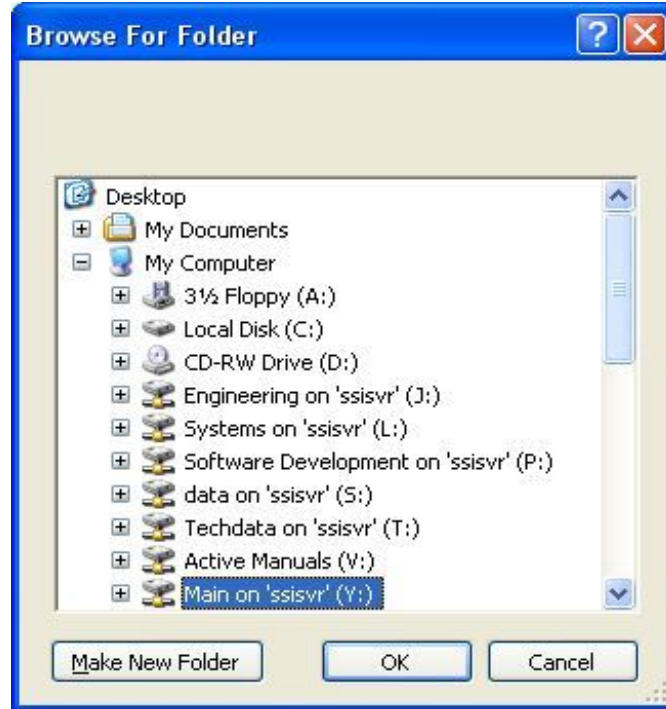 Browse For Folder
Desktop
My Documents
My Computer
3½ Floppy (A:)
Local Disk (C:)
CD-RW Drive (D:)
Engineering on 'ssisvr' (J:)
Systems on 'ssisvr' (L:)
Software Development on 'ssisvr' (P:)
data on 'ssisvr' (S:)
Techdata on 'ssisvr' (T:)
Active Manuals (V:)
Main on 'ssisvr' (Y:)
Make New Folder OK Cancel